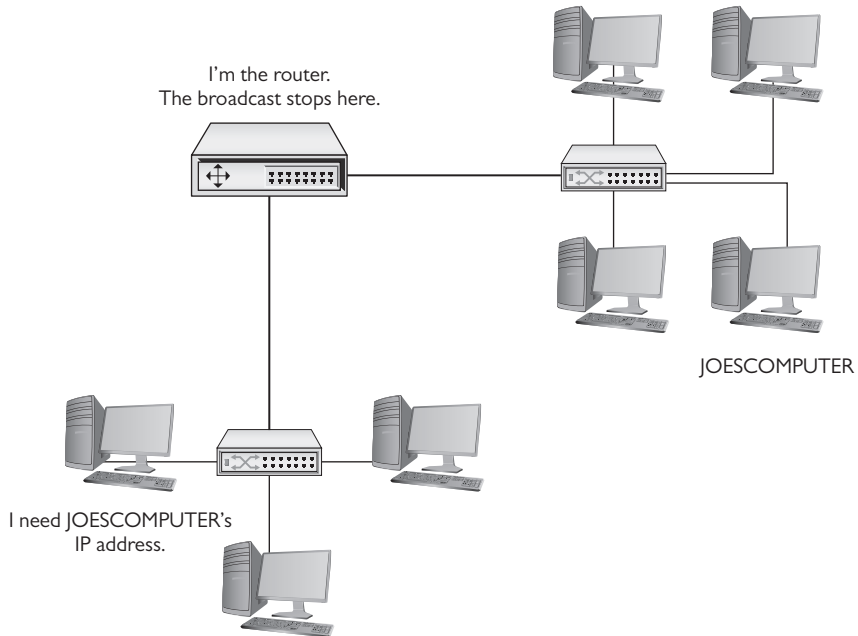 I'm the router.
The broadcast stops here.
JOESCOMPUTER
I need JOESCOMPUTER's
IP address.